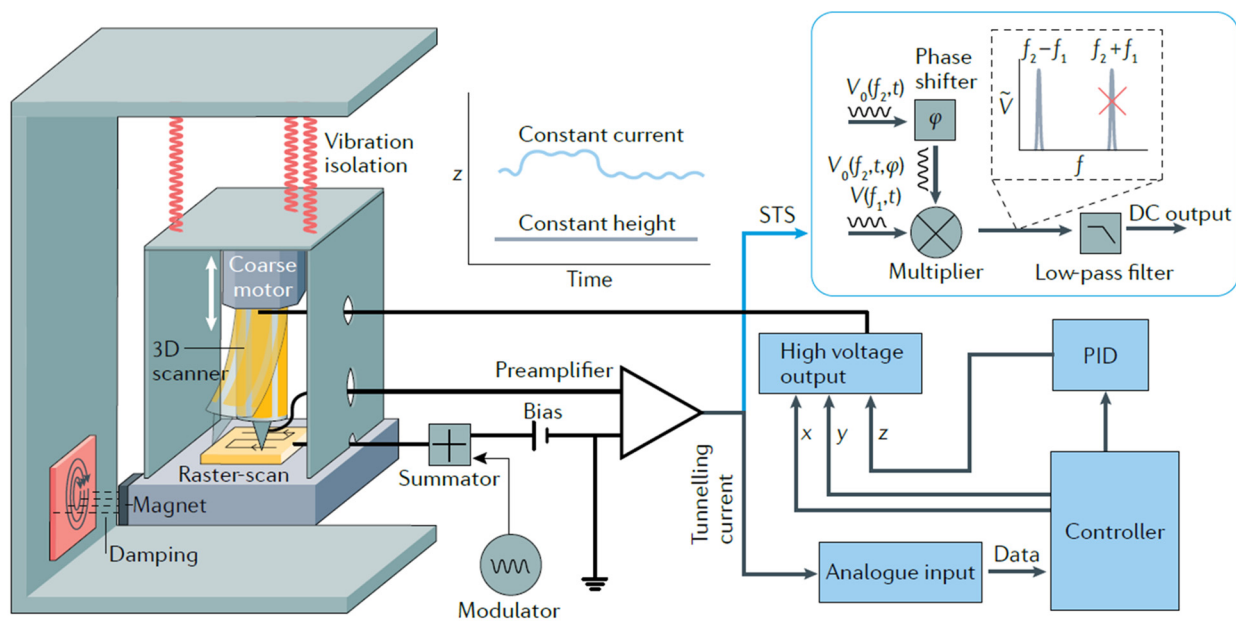 Vibration
isolation
Coarse
motor
3D
scanner
Raster-scan
Magnet
Damping
z
Constant current
Constant height
Time
Preamplifier
Bias
Summator
Modulator
Tunnelling
current
STS
V₀(f₂,t)
Phase
shifter
φ
V₀(f₂,t,φ)
V(f₁,t)
Multiplier
f₂−f₁ f₂+f₁
Ṽ
f
Low-pass filter
DC output
High voltage
output
x y z
PID
Controller
Analogue input
Data